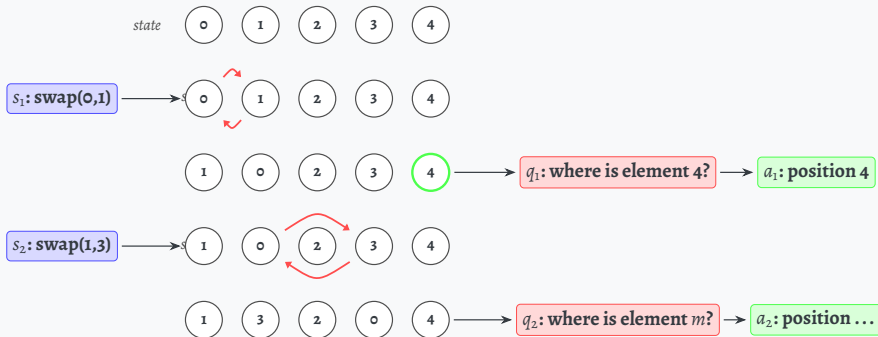 state 0 1 2 3 4
s₁: swap(0,1) s 0 1 2 3 4
1 0 2 3 4 q₁: where is element 4? a₁: position 4
s₂: swap(1,3) s 1 0 2 3 4
1 3 2 0 4 q₂: where is element m? a₂: position ...